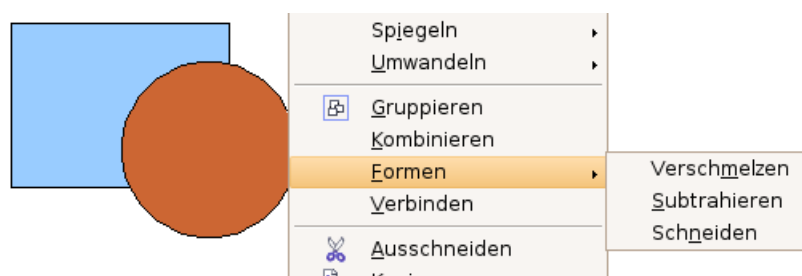 Spiegeln
Umwandeln
Gruppieren
Kombinieren
Formen
Verschmelzen
Verbinden
Subtrahieren
Schneiden
Ausschneiden